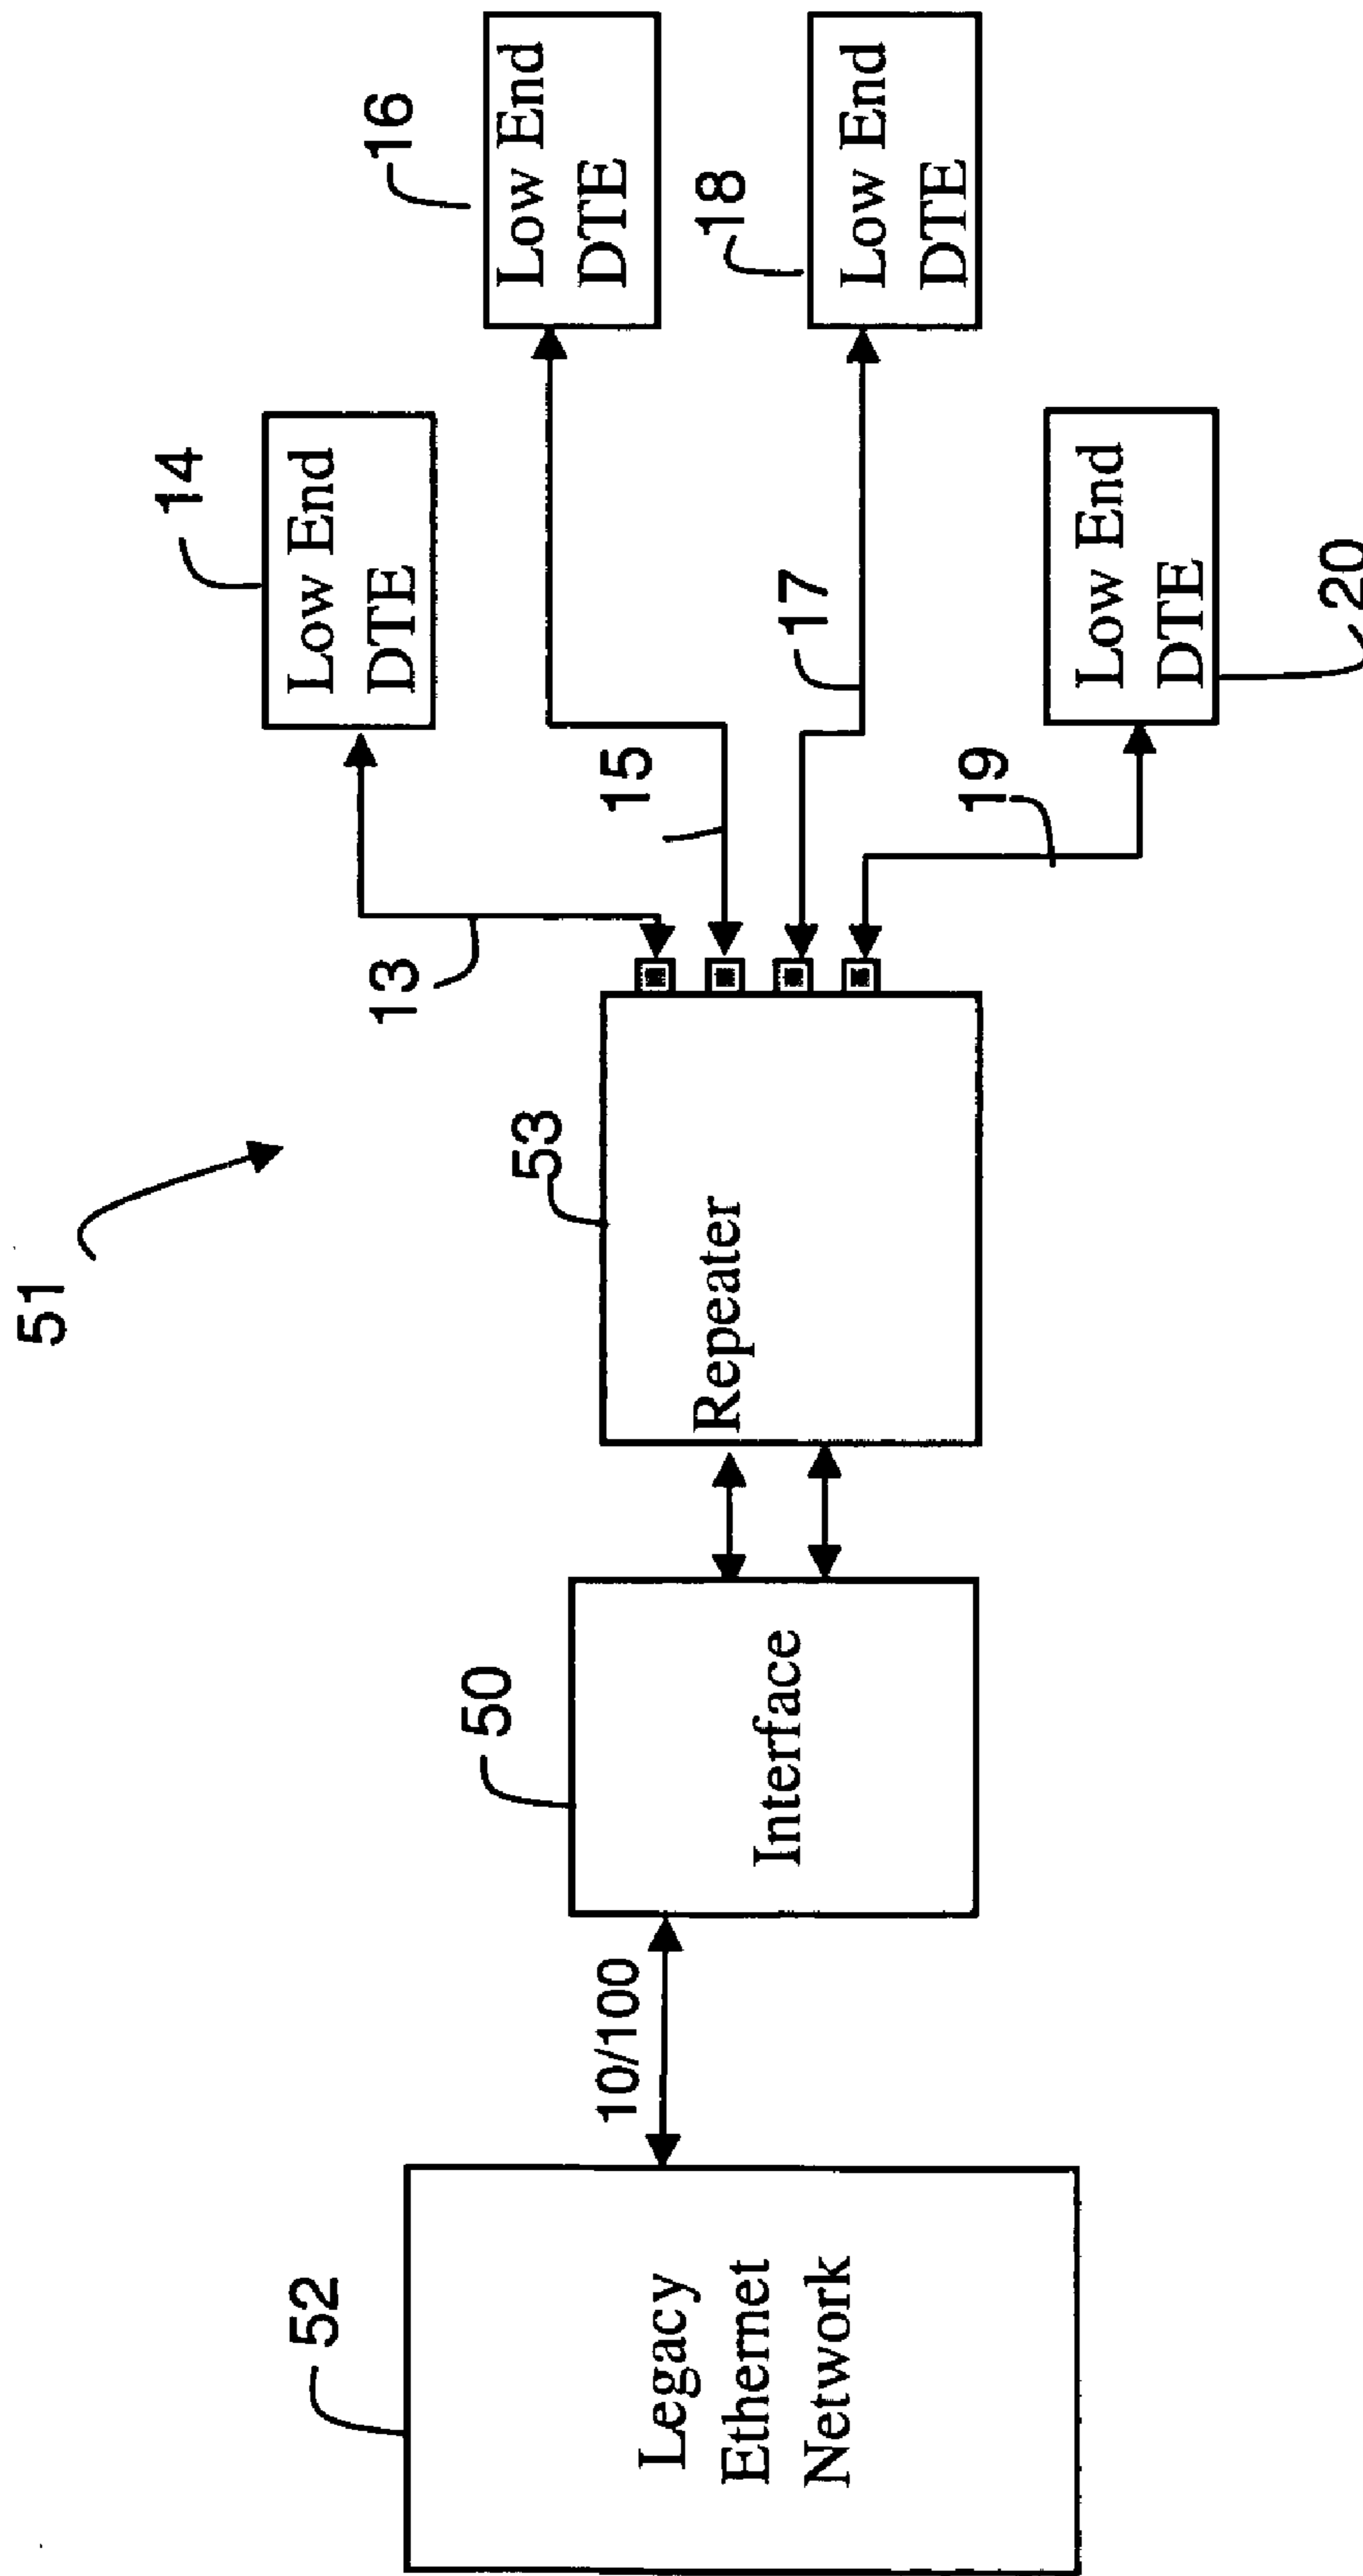 51
52
Legacy
Ethernet
Network
10/100
50
Interface
53
Repeater
13
14
Low End
DTE
15
16
Low End
DTE
17
18
Low End
DTE
19
20
Low End
DTE